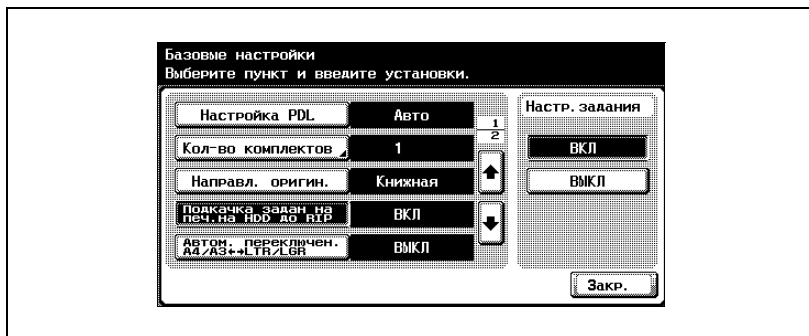 Базовые настройки
Выберите пункт и введите установки.
Настройка PDL
Авто
Кол-во комплектов
1
Направл. оригин.
Книжная
Подкачка задан на
печ.на HDD до RIP
ВКЛ
Автом. переключен.
A4/A3↔LTR/LGR
ВЫКЛ
1
2
Настр. задания
ВКЛ
ВЫКЛ
Закр.